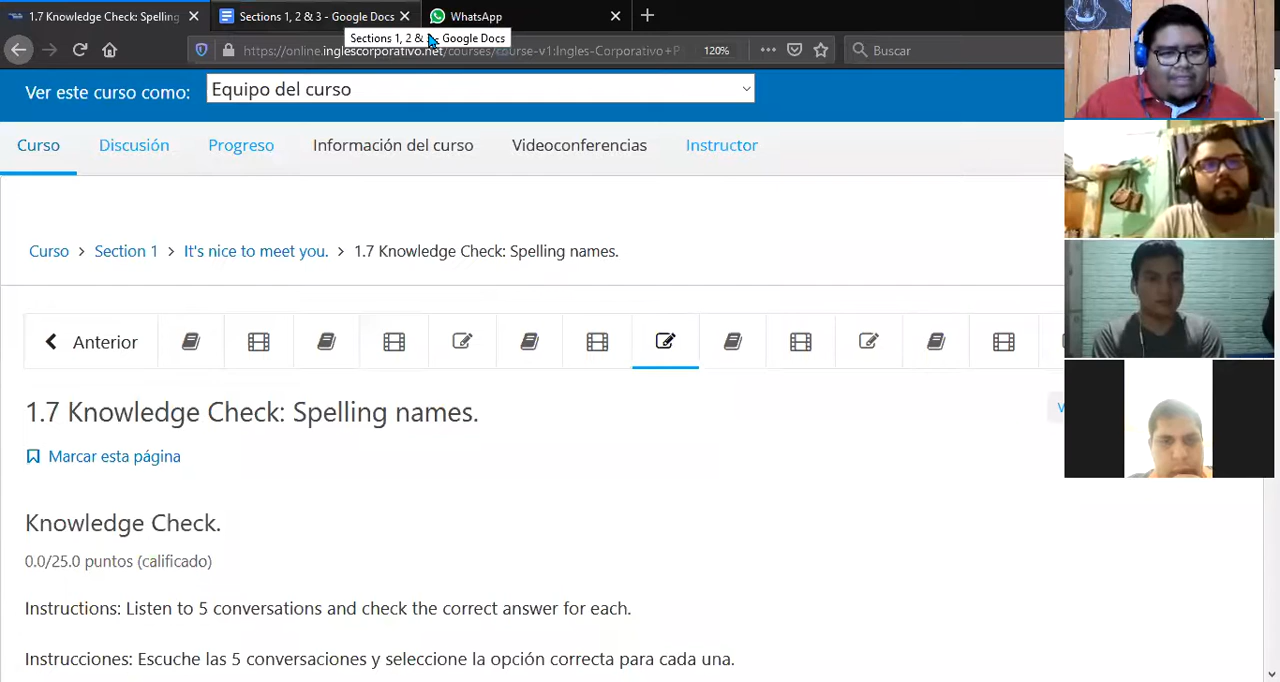 1.7 Knowledge Check: Spelling
Sections 1, 2 & 3 - Google Docs
WhatsApp
Sections 1, 2 & 3 - Google Docs
https://online.inglescorporativo.net/courses/course-v1:Ingles-Corporativo+P
120%
Buscar
Ver este curso como:
Equipo del curso
Curso
Discusión
Progreso
Información del curso
Videoconferencias
Instructor
Curso > Section 1 > It's nice to meet you. > 1.7 Knowledge Check: Spelling names.
Anterior
1.7 Knowledge Check: Spelling names.
V
Marcar esta página
Knowledge Check.
0.0/25.0 puntos (calificado)
Instructions: Listen to 5 conversations and check the correct answer for each.
Instrucciones: Escuche las 5 conversaciones y seleccione la opción correcta para cada una.